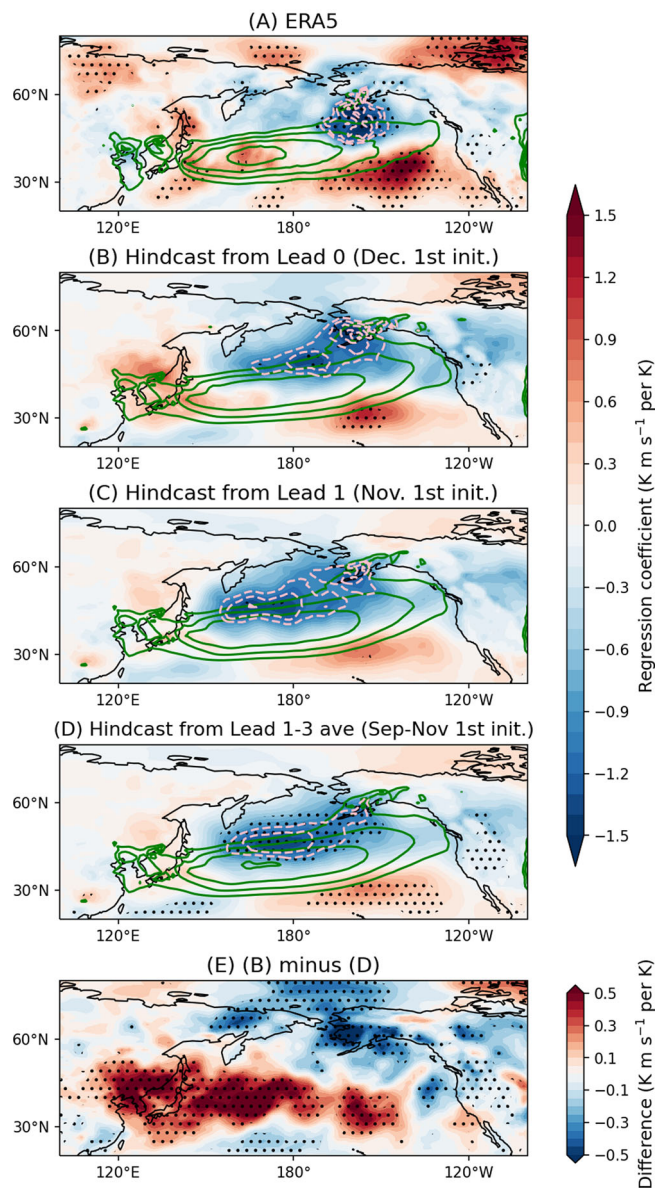 (A) ERA5
60°N
30°N
120°E
180°
120°W
(B) Hindcast from Lead 0 (Dec. 1st init.)
60°N
30°N
120°E
180°
120°W
(C) Hindcast from Lead 1 (Nov. 1st init.)
60°N
30°N
120°E
180°
120°W
(D) Hindcast from Lead 1-3 ave (Sep-Nov 1st init.)
60°N
30°N
120°E
180°
120°W
1.5
1.2
0.9
0.6
0.3
0.0
−0.3
−0.6
−0.9
−1.2
−1.5
Regression coefficient (K m s⁻¹ per K)
(E) (B) minus (D)
60°N
30°N
120°E
180°
120°W
0.5
0.3
0.1
−0.1
−0.3
−0.5
Difference (K m s⁻¹ per K)